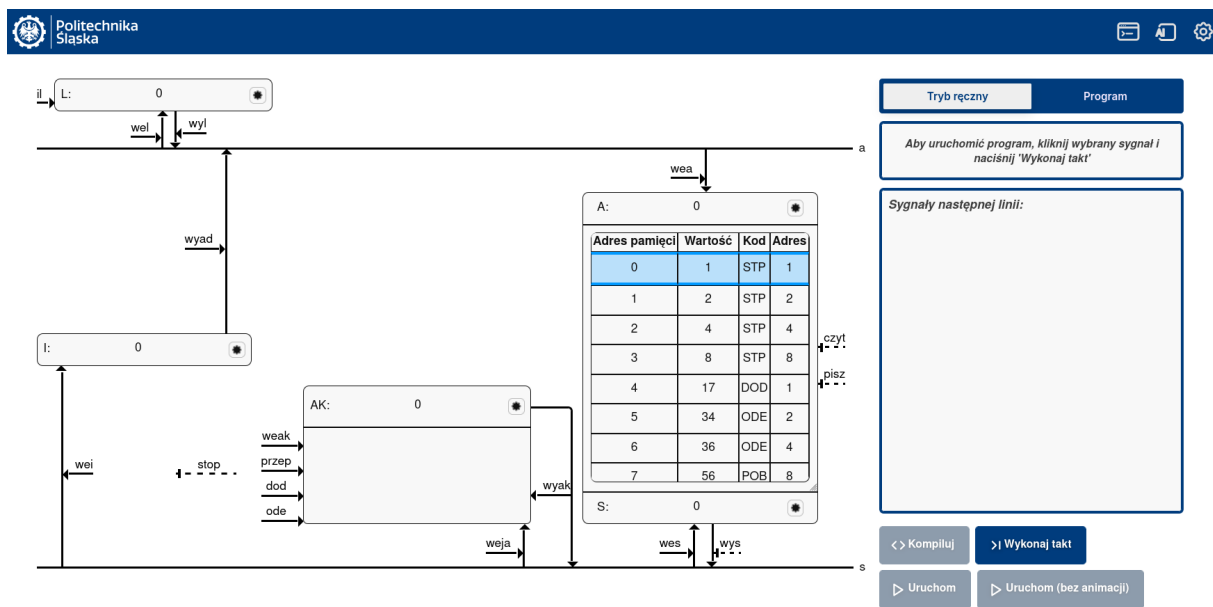 Politechnika
Śląska
il
L: 0
wel
wyl
a
wea
wyad
A: 0
Adres pamięci Wartość Kod Adres
0 1 STP 1
1 2 STP 2
2 4 STP 4
3 8 STP 8
4 17 DOD 1
5 34 ODE 2
6 36 ODE 4
7 56 POB 8
S: 0
czyt
pisz
I: 0
AK: 0
weak
przep
dod
ode
wei
stop
wyak
weja
wes
wys
s
Tryb ręczny Program
Aby uruchomić program, kliknij wybrany sygnał i
naciśnij 'Wykonaj takt'
Sygnały następnej linii:
Kompiluj
Wykonaj takt
Uruchom
Uruchom (bez animacji)